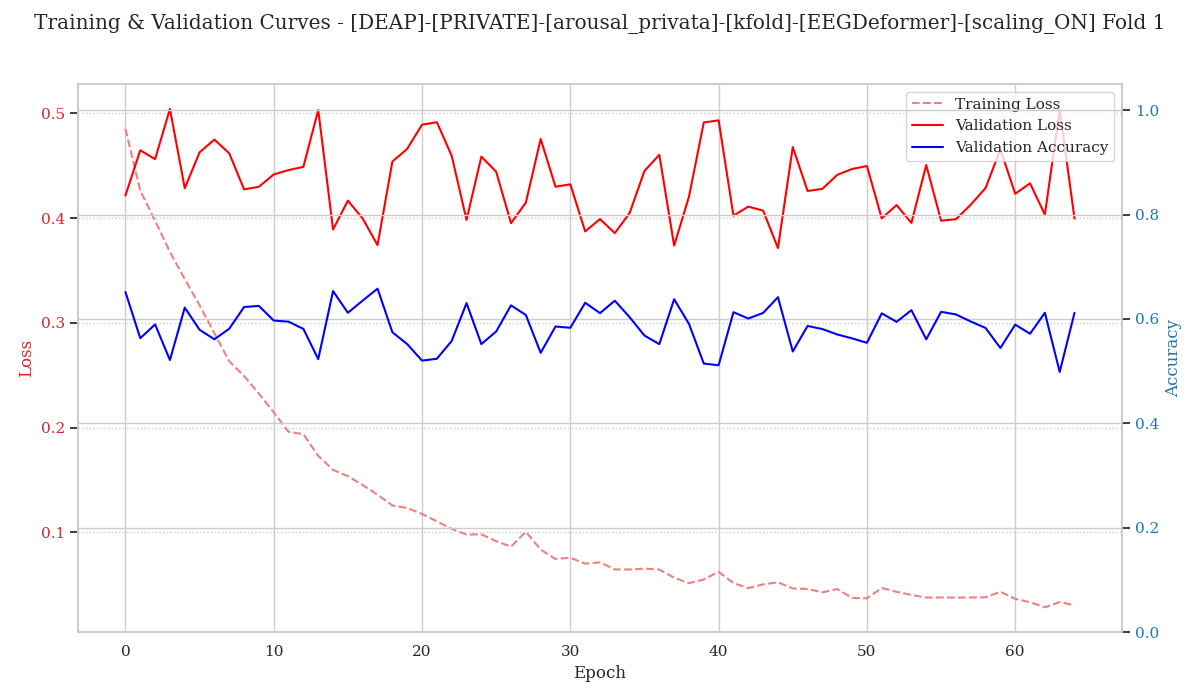 Training & Validation Curves - [DEAP]-[PRIVATE]-[arousal_privata]-[kfold]-[EEGDeformer]-[scaling_ON] Fold 1
Training Loss
Validation Loss
Validation Accuracy
0.5
0.4
0.3
0.2
0.1
Loss
1.0
0.8
0.6
0.4
0.2
0.0
Accuracy
0 10 20 30 40 50 60
Epoch